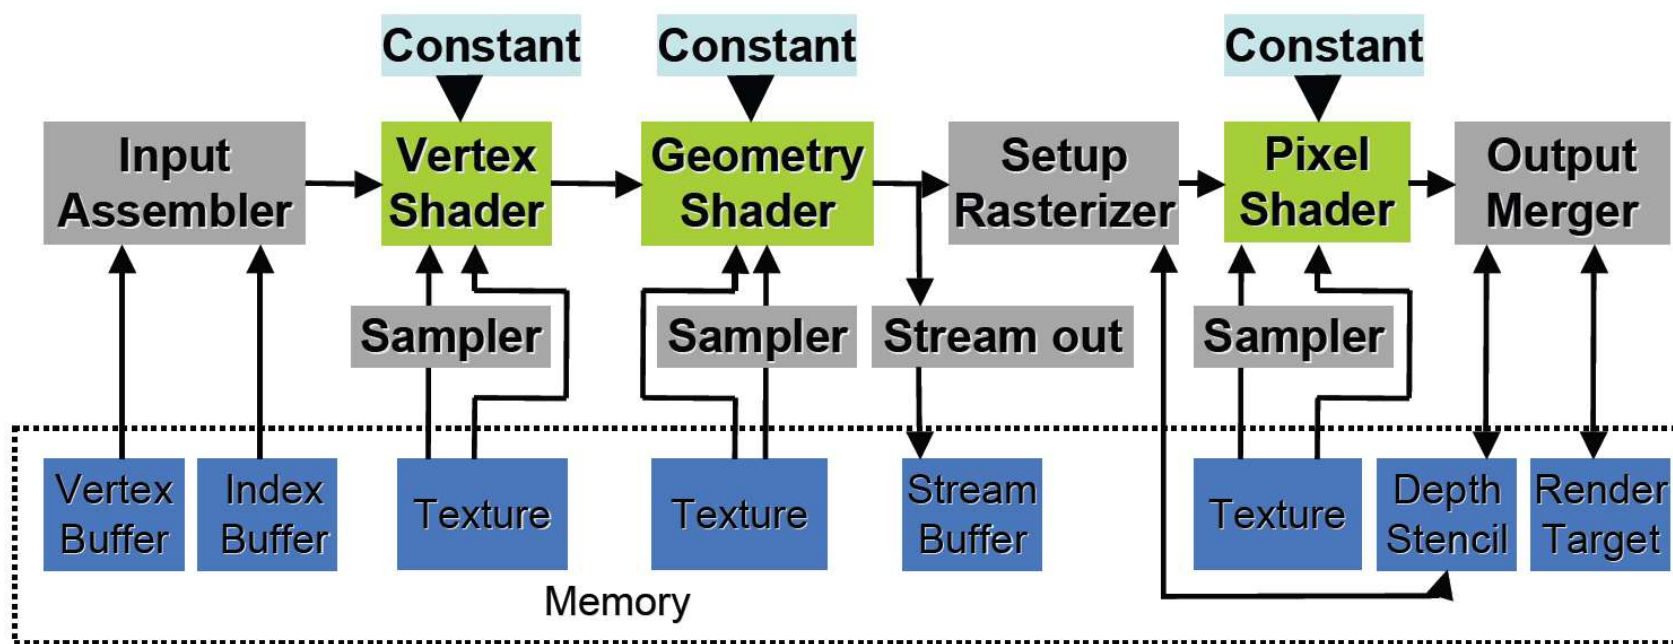 Constant
Constant
Constant
Input
Assembler
Vertex
Shader
Geometry
Shader
Setup
Rasterizer
Pixel
Shader
Output
Merger
Sampler
Sampler
Stream out
Sampler
Vertex
Buffer
Index
Buffer
Texture
Texture
Stream
Buffer
Texture
Depth
Stencil
Render
Target
Memory